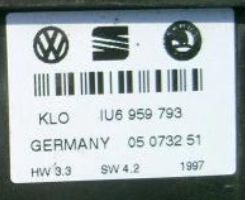 KLO 1U6 959 793
GERMANY 05 0732 51
HW 3.3 SW 4.2 1997